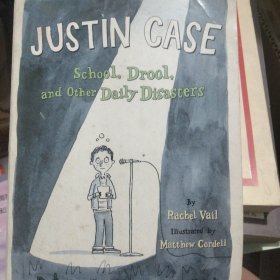 JUSTIN CASE
School, Drool,
and Other Daily Disasters
By
Rachel Vail
Illustrated by
Matthew Cordell